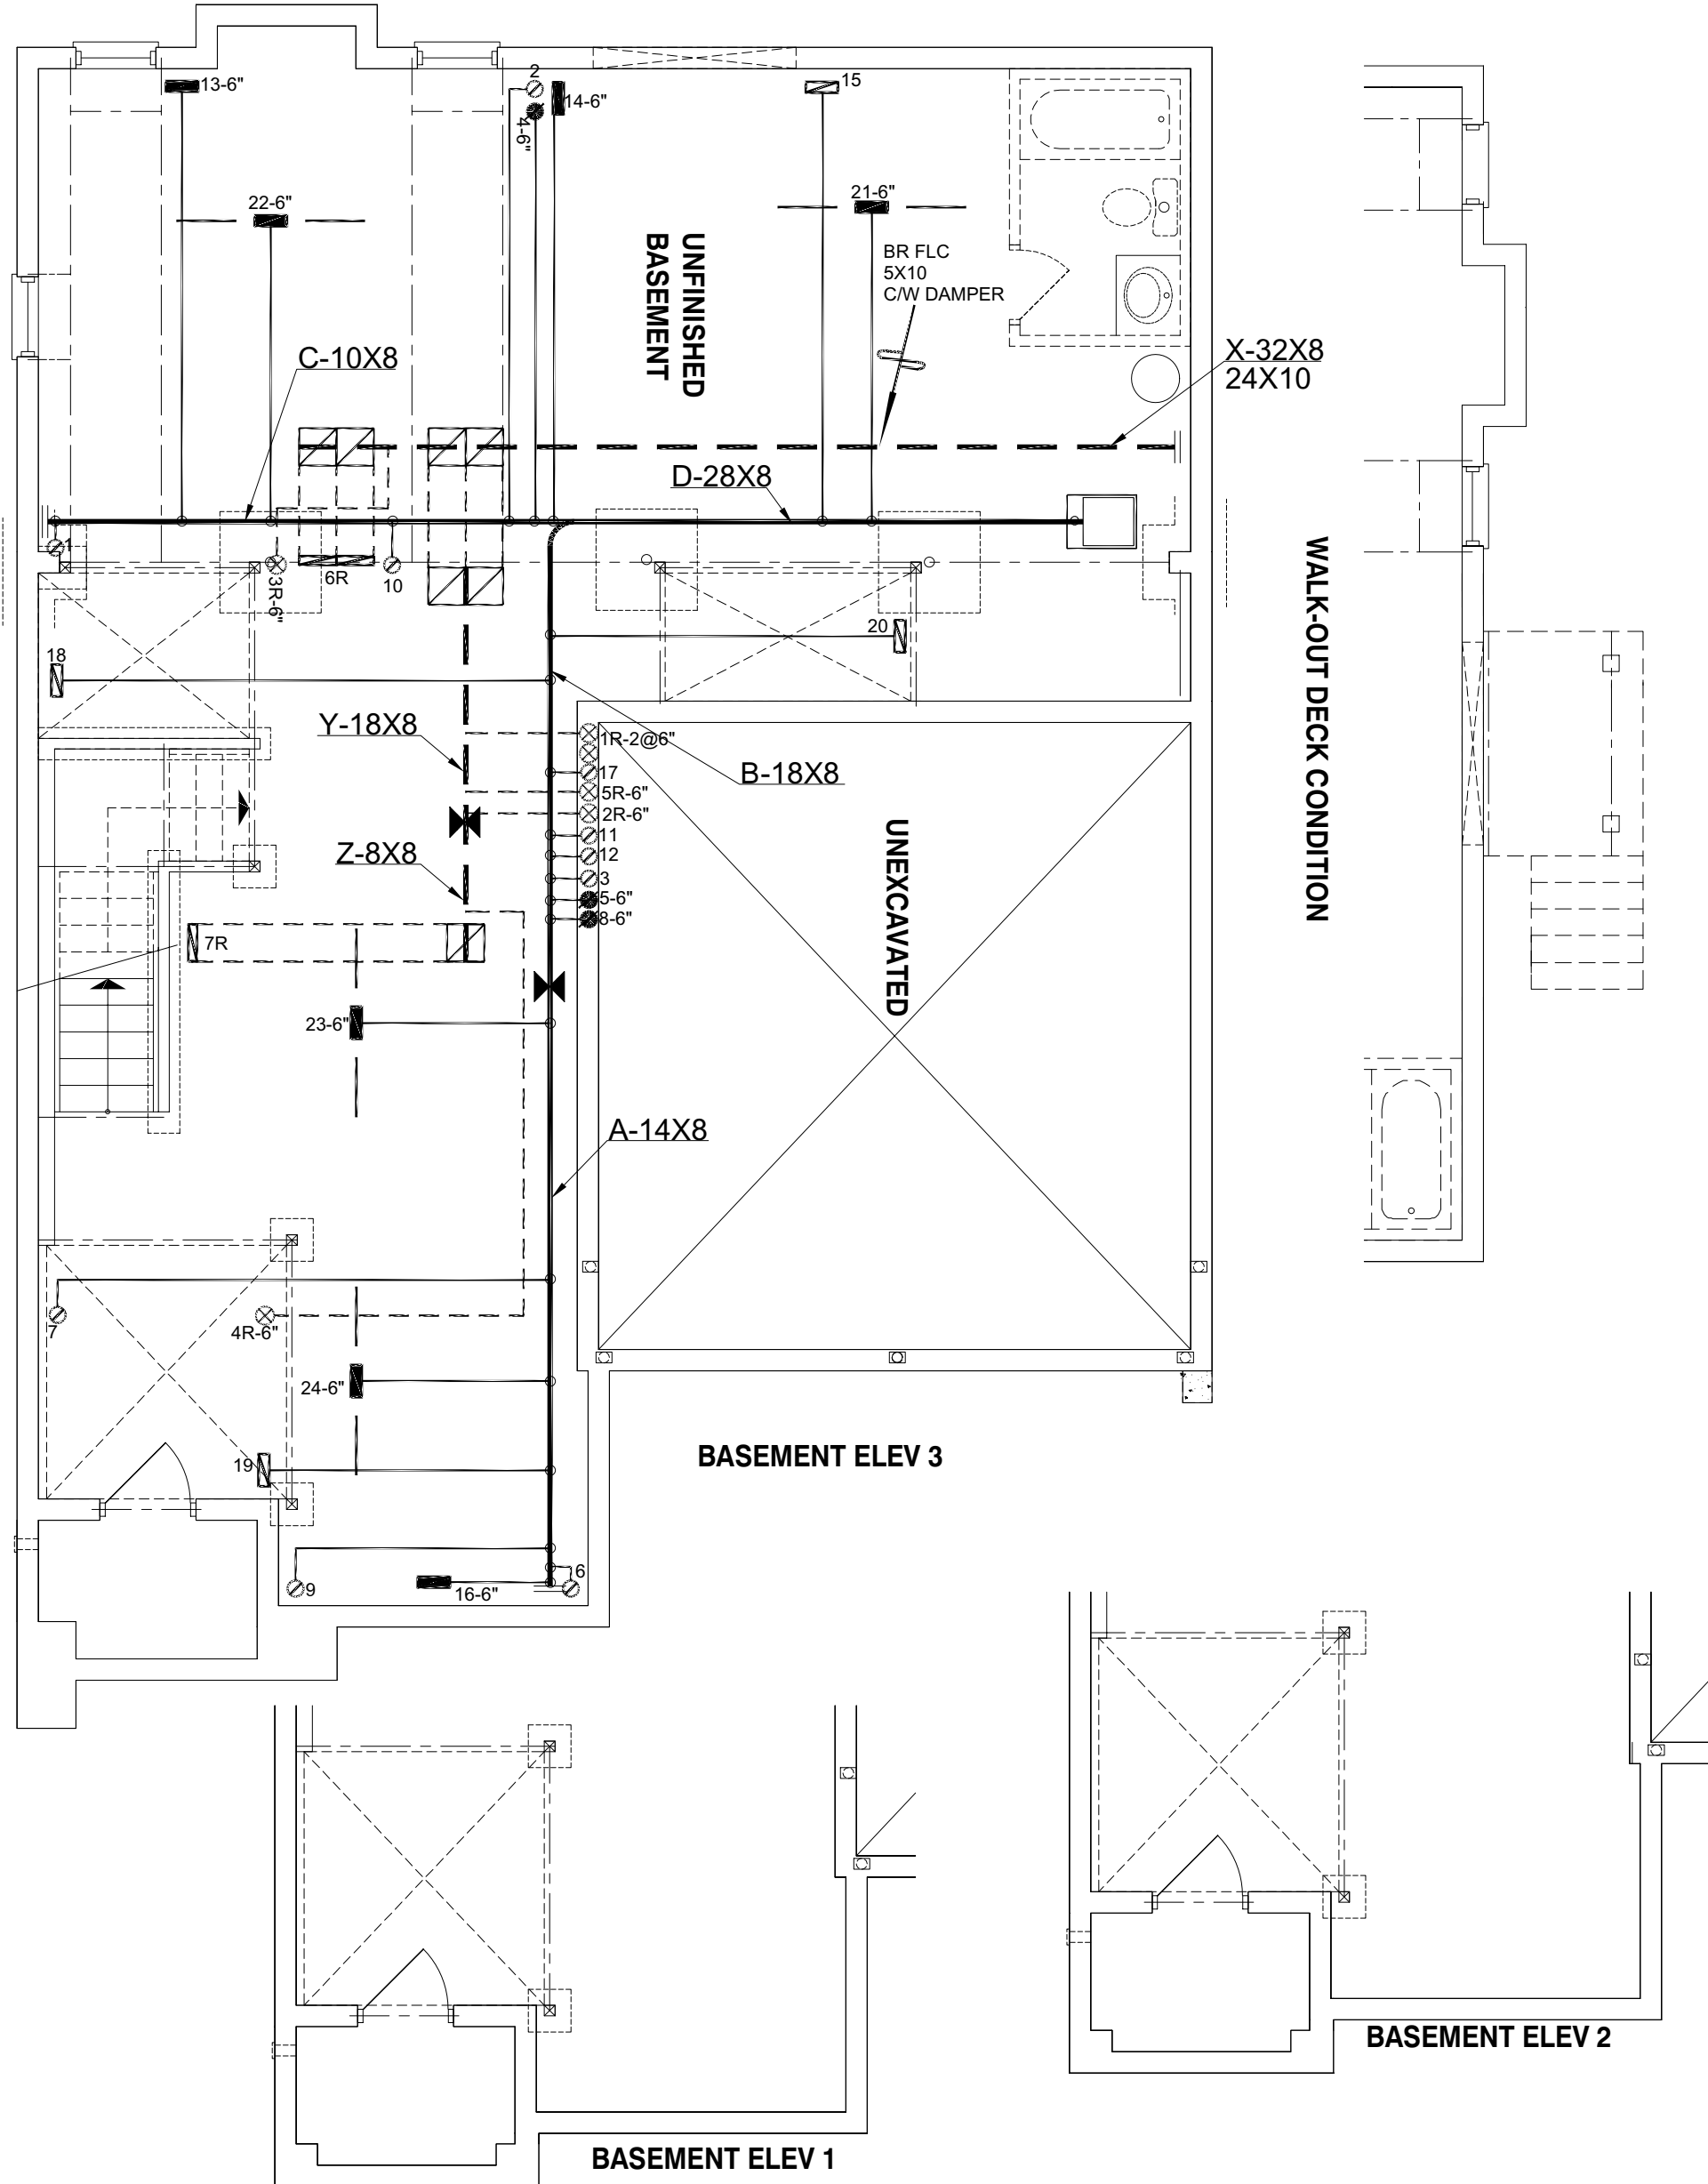 13-6"
2
14-6"
15
4-6"
22-6"
21-6"
UNFINISHED
BASEMENT
BR FLC
5X10
C/W DAMPER
C-10X8
X-32X8
24X10
D-28X8
1
3R-6"
6R
10
WALK-OUT DECK CONDITION
20
18
Y-18X8
1R-2@6"
B-18X8
17
5R-6"
2R-6"
11
12
Z-8X8
3
5-6"
8-6"
UNEXCAVATED
7R
23-6"
A-14X8
7
4R-6"
24-6"
19
BASEMENT ELEV 3
9
16-6"
6
BASEMENT ELEV 2
BASEMENT ELEV 1